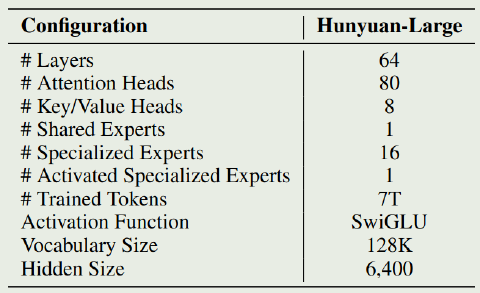 Configuration Hunyuan-Large
# Layers 64
# Attention Heads 80
# Key/Value Heads 8
# Shared Experts 1
# Specialized Experts 16
# Activated Specialized Experts 1
# Trained Tokens 7T
Activation Function SwiGLU
Vocabulary Size 128K
Hidden Size 6,400